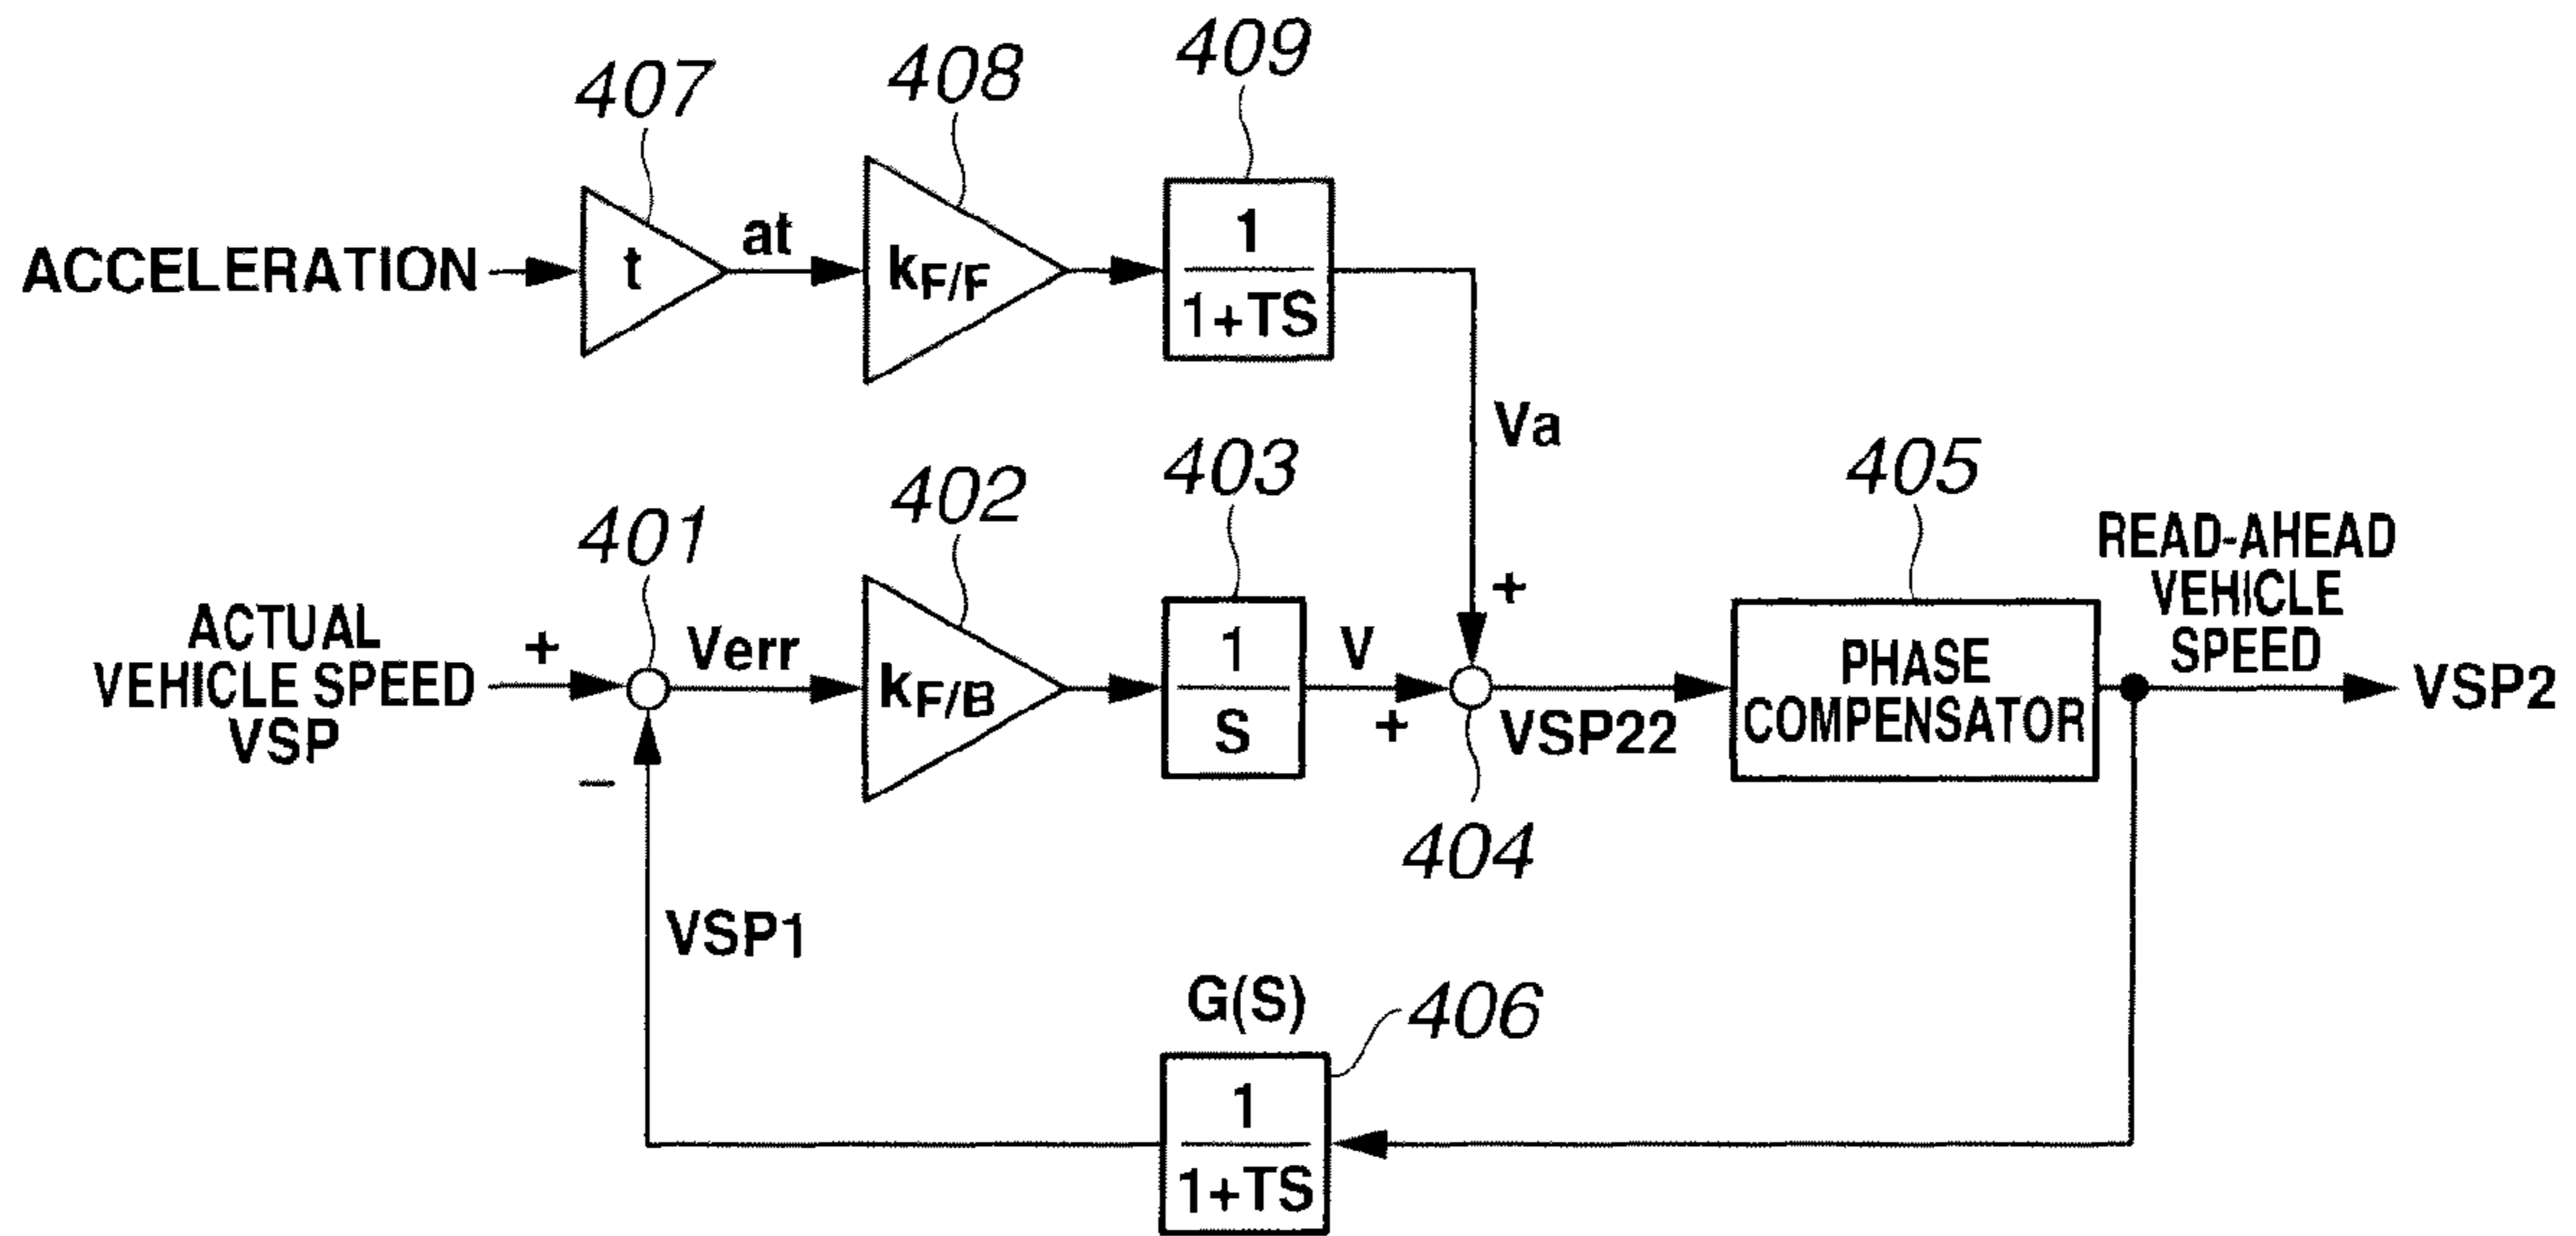 407
408
409
ACCELERATION
t
at
kF/F
1
1+TS
Va
+
401
402
403
405
ACTUAL
VEHICLE SPEED
VSP
+
−
Verr
kF/B
1
S
V
+
404
VSP22
PHASE
COMPENSATOR
READ-AHEAD
VEHICLE
SPEED
VSP2
VSP1
G(S)
406
1
1+TS